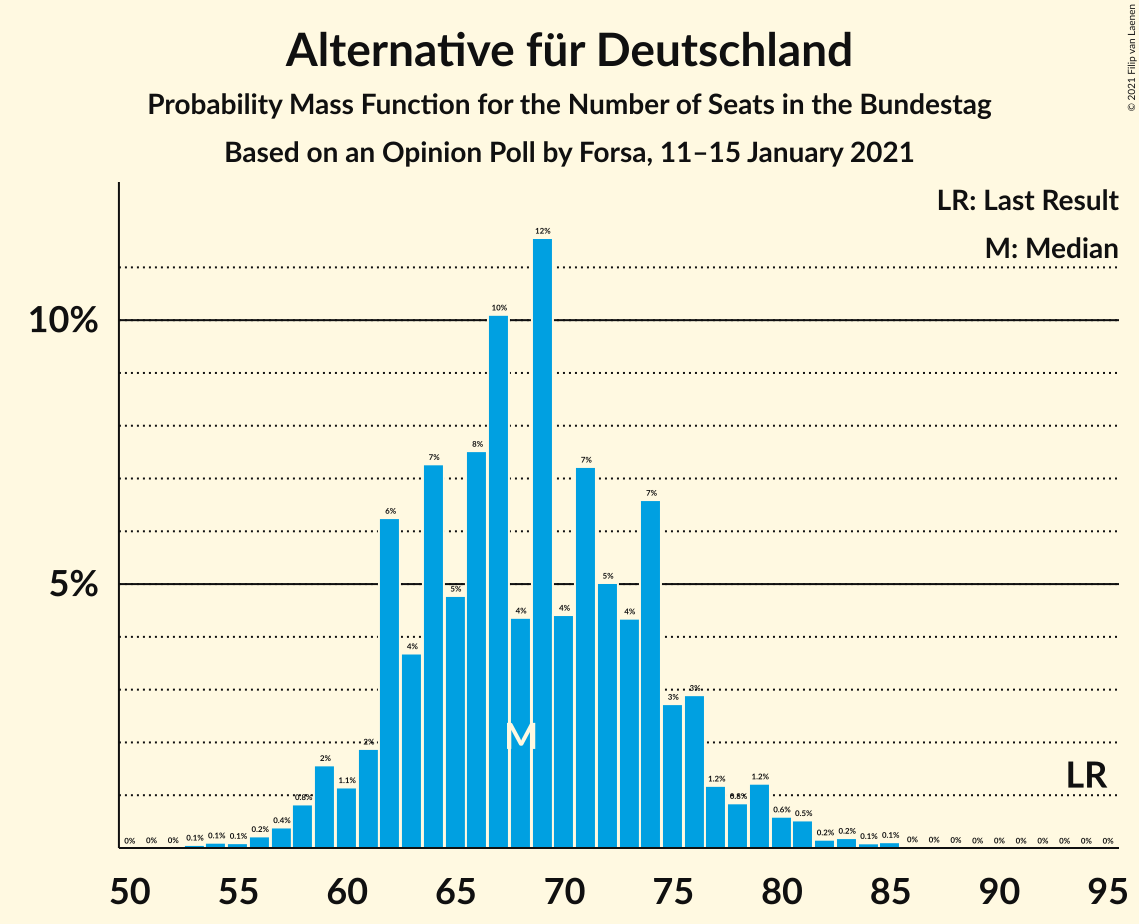 Alternative für Deutschland
Probability Mass Function for the Number of Seats in the Bundestag
Based on an Opinion Poll by Forsa, 11–15 January 2021
© 2021 Filip van Laenen
LR: Last Result
M: Median
10%
5%
0% 0% 0% 0.1% 0.1% 0.1% 0.2% 0.4% 0.8% 2% 1.1% 2% 6% 4% 7% 5% 8% 10% 4% 12% 4% 7% 5% 4% 7% 3% 3% 1.2% 0.8% 1.2% 0.6% 0.5% 0.2% 0.2% 0.1% 0.1% 0% 0% 0% 0% 0% 0% 0% 0% 0% 0%
M
LR
50 55 60 65 70 75 80 85 90 95